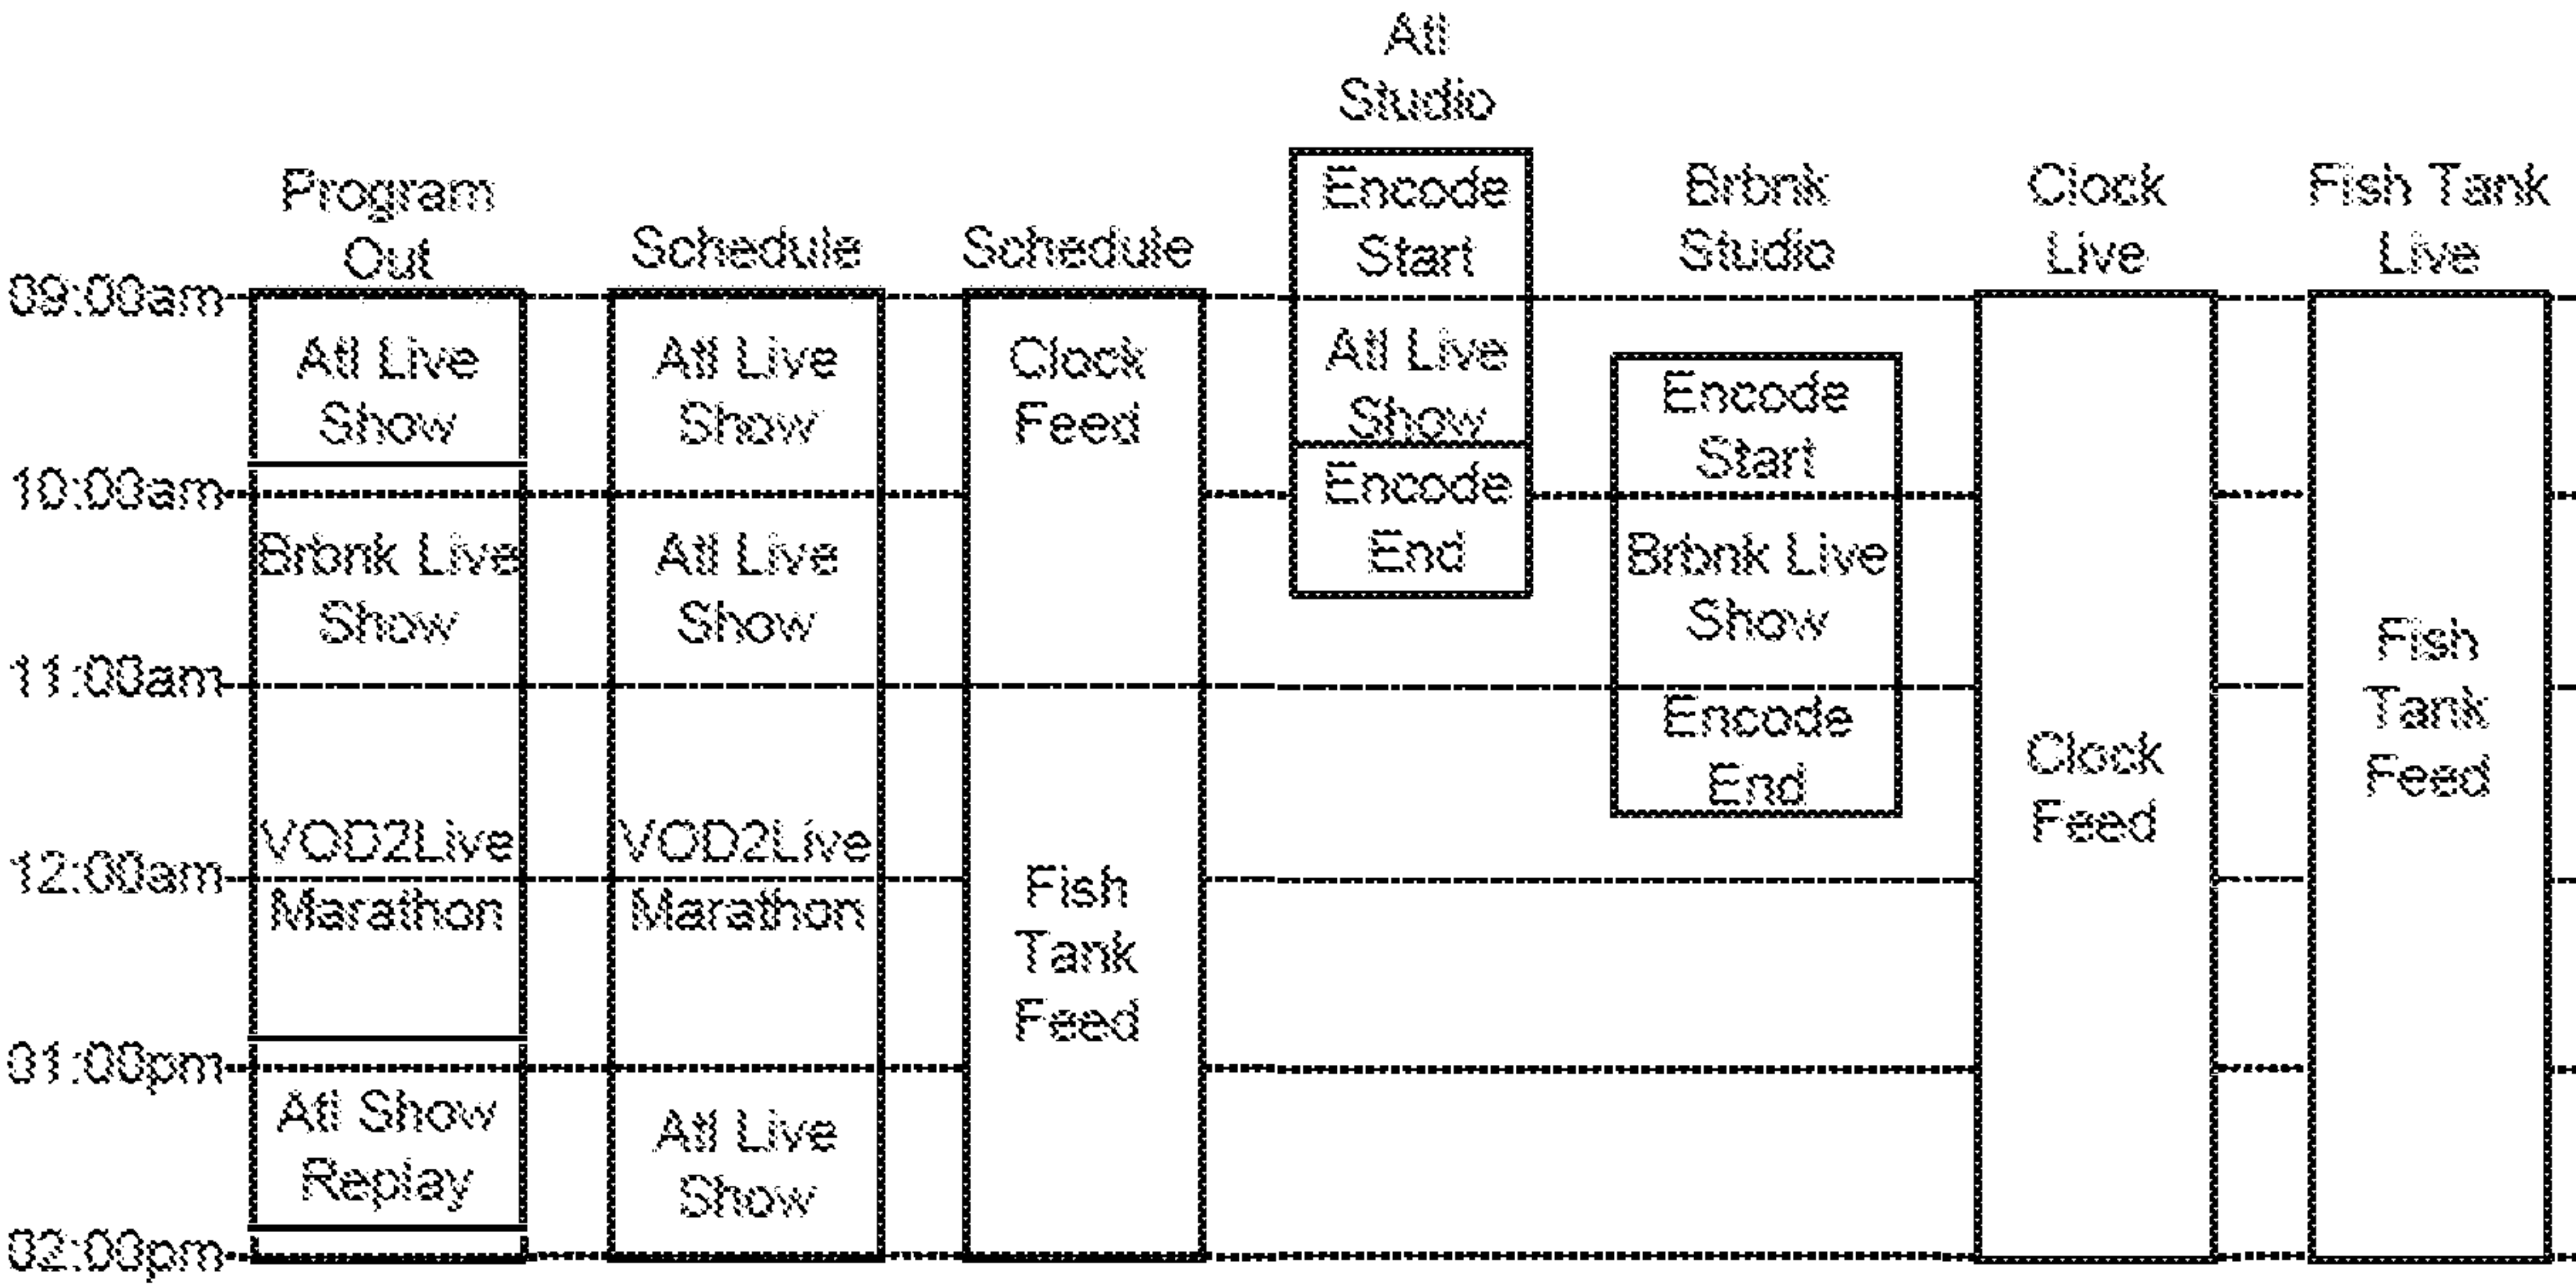 Atl
Studio
Program
Out
Schedule
Schedule
Encode
Start
Brbnk
Studio
Clock
Live
Fish Tank
Live
09:00am
Atl Live
Show
Atl Live
Show
Clock
Feed
Atl Live
Show
Encode
Start
10:00am
Encode
End
Brbnk Live
Show
Atl Live
Show
Brbnk Live
Show
11:00am
Encode
End
Clock
Feed
Fish
Tank
Feed
VOD2Live
Marathon
VOD2Live
Marathon
12:00am
Fish
Tank
Feed
01:00pm
Atl Show
Replay
Atl Live
Show
02:00pm